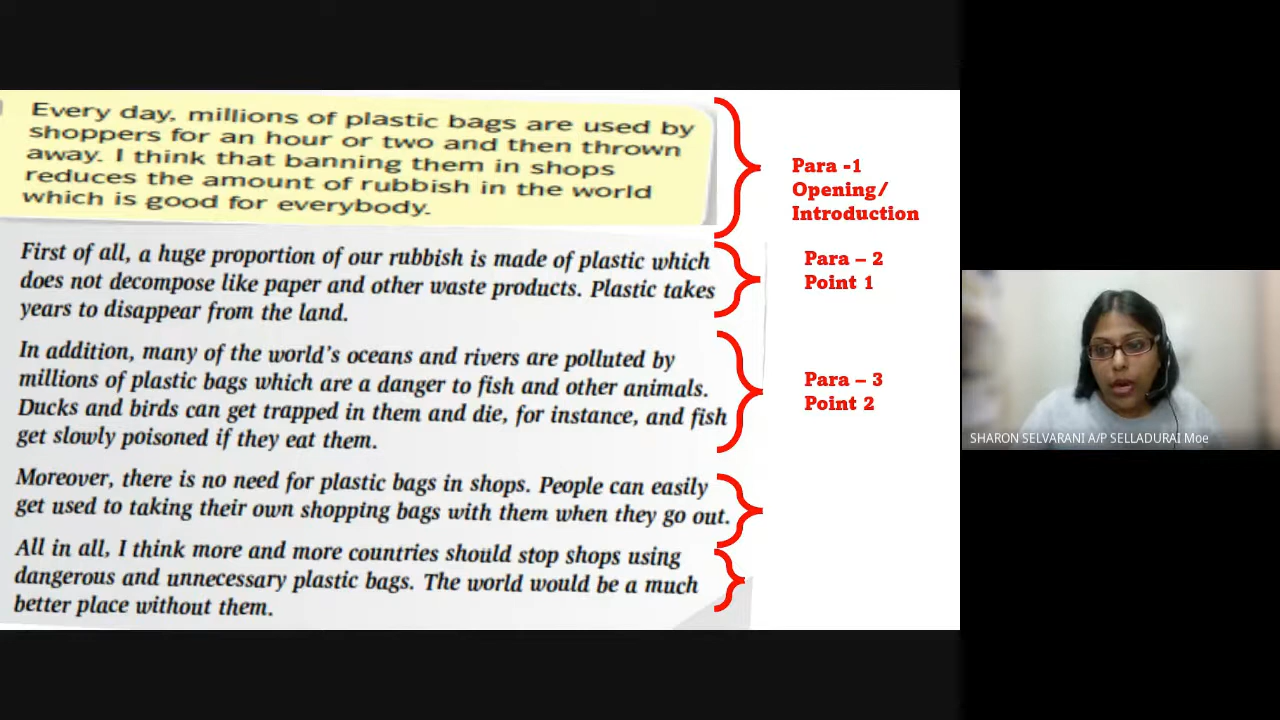 Every day, millions of plastic bags are used by
shoppers for an hour or two and then thrown
away. I think that banning them in shops
reduces the amount of rubbish in the world
which is good for everybody.
Para -1
Opening/
Introduction
First of all, a huge proportion of our rubbish is made of plastic which
does not decompose like paper and other waste products. Plastic takes
years to disappear from the land.
Para – 2
Point 1
In addition, many of the world's oceans and rivers are polluted by
millions of plastic bags which are a danger to fish and other animals.
Ducks and birds can get trapped in them and die, for instance, and fish
get slowly poisoned if they eat them.
Para – 3
Point 2
Moreover, there is no need for plastic bags in shops. People can easily
get used to taking their own shopping bags with them when they go out.
All in all, I think more and more countries should stop shops using
dangerous and unnecessary plastic bags. The world would be a much
better place without them.
SHARON SELVARANI A/P SELLADURAI Moe